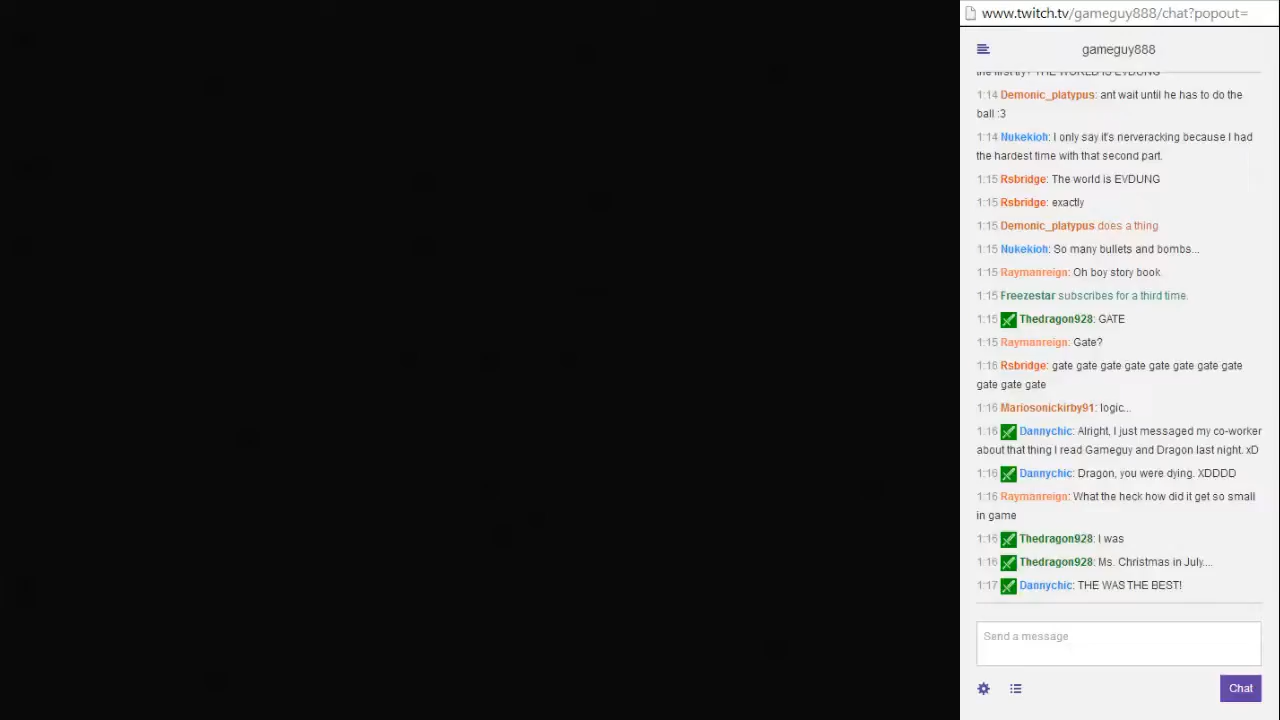 www.twitch.tv/gameguy888/chat?popout=
gameguy888
the first try? THE WORLD IS EVDUNG
1:14 Demonic_platypus: ant wait until he has to do the
ball :3
1:14 Nukekioh: I only say it's nerveracking because I had
the hardest time with that second part.
1:15 Rsbridge: The world is EVDUNG
1:15 Rsbridge: exactly
1:15 Demonic_platypus does a thing
1:15 Nukekioh: So many bullets and bombs...
1:15 Raymanreign: Oh boy story book.
1:15 Freezestar subscribes for a third time.
1:15 Thedragon928: GATE
1:15 Raymanreign: Gate?
1:16 Rsbridge: gate gate gate gate gate gate gate gate
gate gate gate
1:16 Mariosonickirby91: logic...
1:16 Dannychic: Alright, I just messaged my co-worker
about that thing I read Gameguy and Dragon last night. xD
1:16 Dannychic: Dragon, you were dying. XDDDD
1:16 Raymanreign: What the heck how did it get so small
in game
1:16 Thedragon928: I was
1:16 Thedragon928: Ms. Christmas in July....
1:17 Dannychic: THE WAS THE BEST!
Send a message
Chat